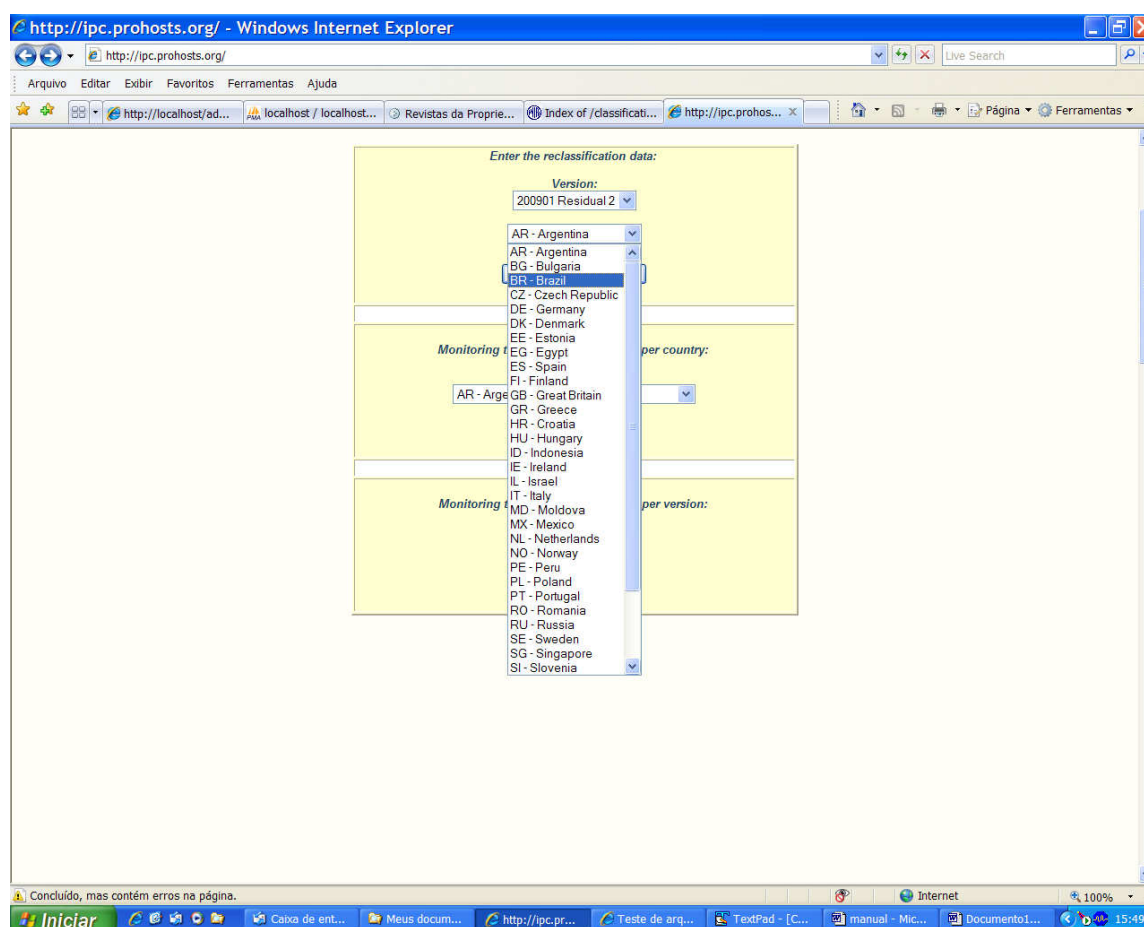 http://ipc.prohosts.org/ - Windows Internet Explorer
http://ipc.prohosts.org/
Live Search
Arquivo Editar Exibir Favoritos Ferramentas Ajuda
http://localhost/ad... localhost / localhost... Revistas da Proprie... Index of /classificati... http://ipc.prohos... Página Ferramentas
Enter the reclassification data:
Version:
200901 Residual 2
AR - Argentina
AR - Argentina
BG - Bulgaria
BR - Brazil
CZ - Czech Republic
DE - Germany
DK - Denmark
EE - Estonia
Monitoring t per country:
EG - Egypt
ES - Spain
FI - Finland
AR - Arge
GB - Great Britain
GR - Greece
HR - Croatia
HU - Hungary
ID - Indonesia
IE - Ireland
IL - Israel
IT - Italy
Monitoring t per version:
MD - Moldova
MX - Mexico
NL - Netherlands
NO - Norway
PE - Peru
PL - Poland
PT - Portugal
RO - Romania
RU - Russia
SE - Sweden
SG - Singapore
SI - Slovenia
Concluído, mas contém erros na página. Internet 100%
Iniciar Caixa de ent... Meus docum... http://ipc.pr... Teste de arq... TextPad - [C... manual - Mic... Documento1... 15:49